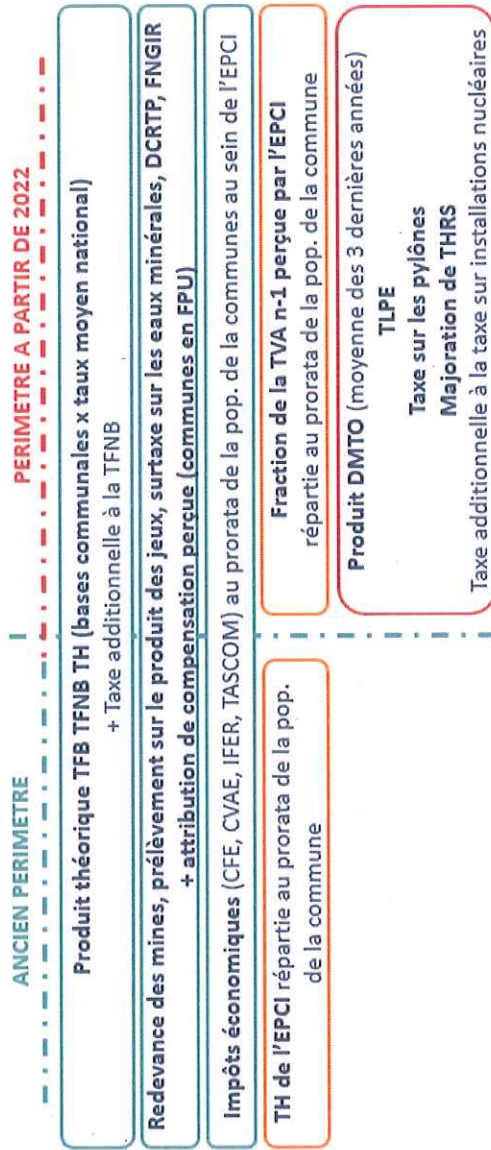 ANCIEN PERIMETRE
PERIMETRE A PARTIR DE 2022
Produit théorique TFB TFNB TH (bases communales x taux moyen national)
+ Taxe additionnelle à la TFNB
Redevance des mines, prélèvement sur le produit des jeux, surtaxe sur les eaux minérales, DCRTP, FNGIR
+ attribution de compensation perçue (communes en FPU)
Impôts économiques (CFE, CVAE, IFER, TASCOM) au prorata de la pop. de la communes au sein de l'EPCI
TH de l'EPCI répartie au prorata de la pop.
de la commune
Fraction de la TVA n-1 perçue par l'EPCI
répartie au prorata de la pop. de la commune
Produit DMTO (moyenne des 3 dernières années)
TLPE
Taxe sur les pylônes
Majoration de THRS
Taxe additionnelle à la taxe sur installations nucléaires